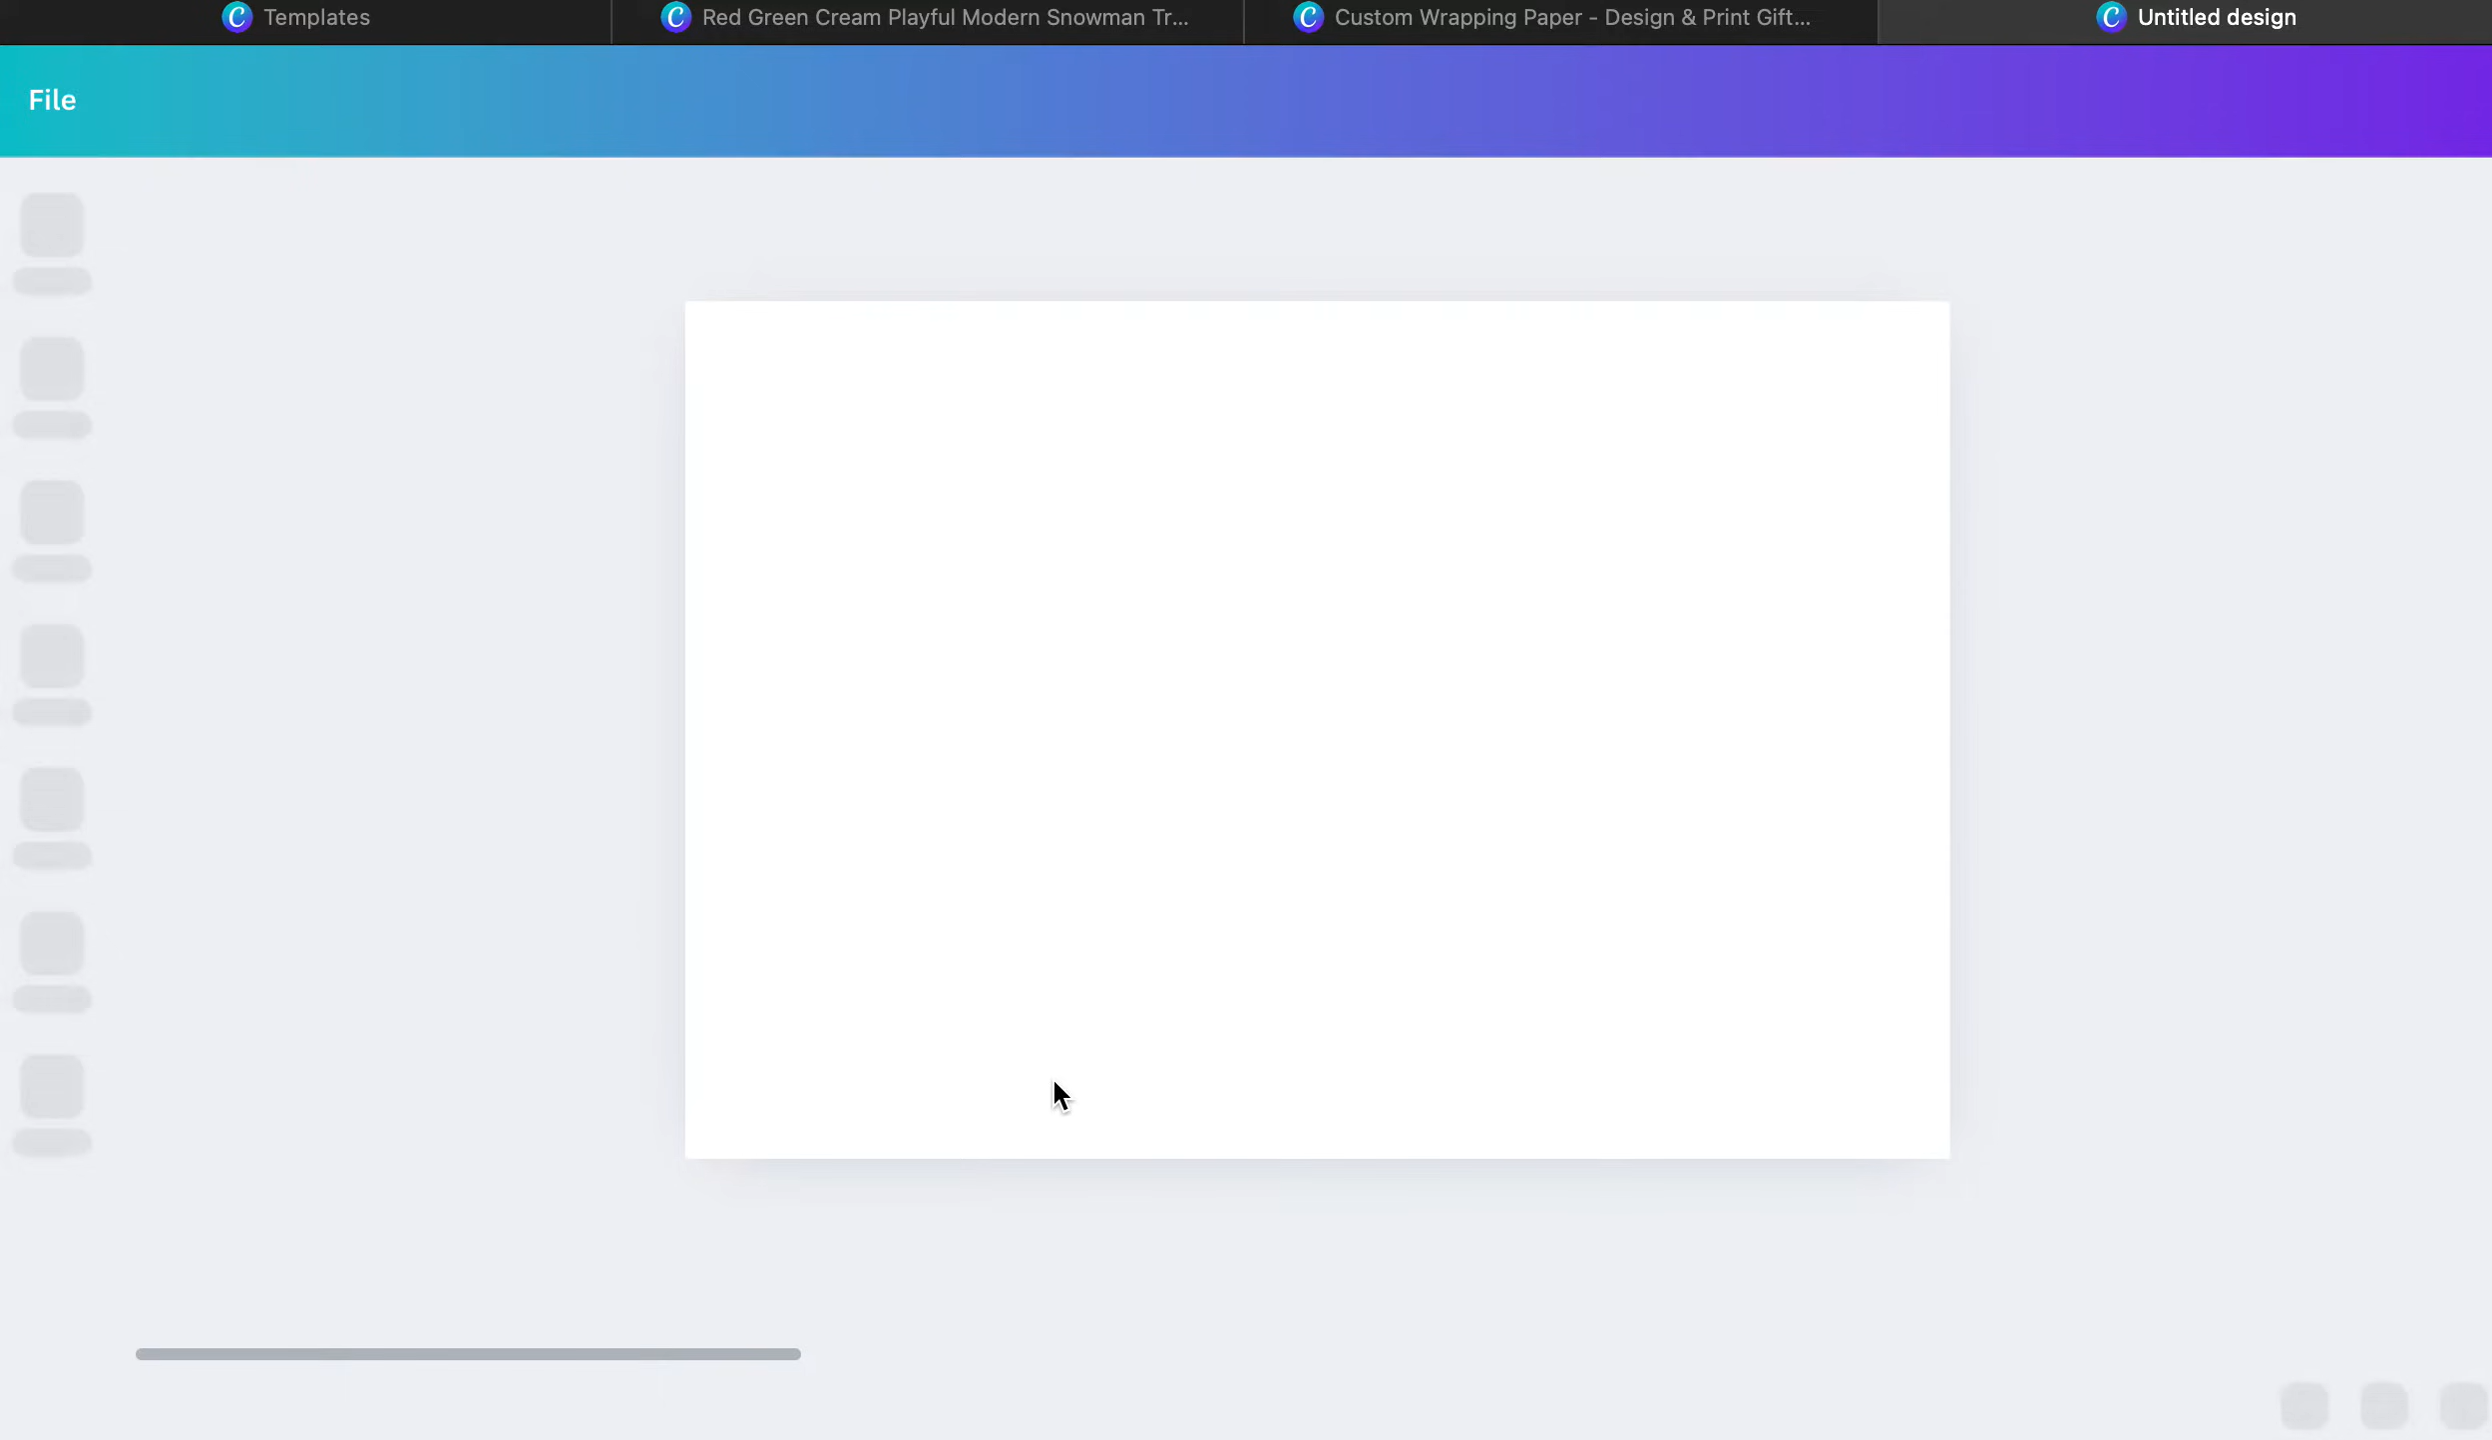 Templates
Red Green Cream Playful Modern Snowman Tr...
Custom Wrapping Paper - Design & Print Gift...
Untitled design
File